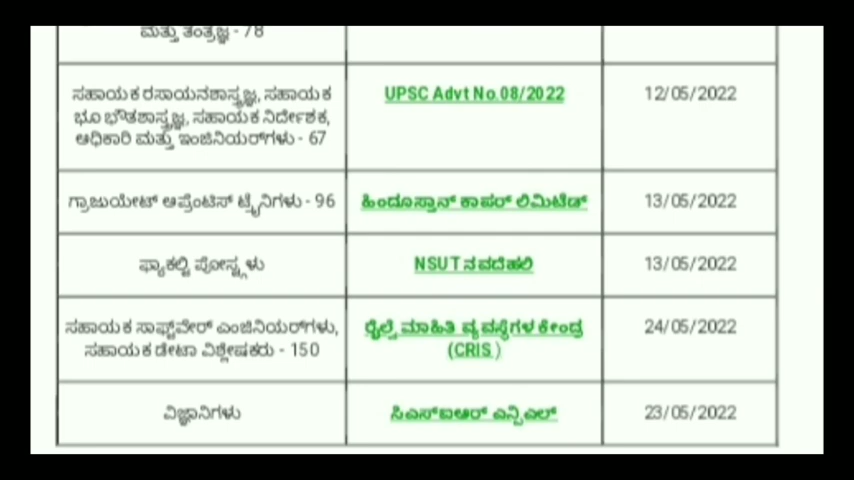 ಮತ್ತು ತಂತ್ರಜ್ಞ - 78
ಸಹಾಯಕ ರಸಾಯನಶಾಸ್ತ್ರಜ್ಞ, ಸಹಾಯಕ
ಭೂ ಭೌತಶಾಸ್ತ್ರಜ್ಞ, ಸಹಾಯಕ ನಿರ್ದೇಶಕ,
ಅಧಿಕಾರಿ ಮತ್ತು ಇಂಜಿನಿಯರ್‌ಗಳು - 67
UPSC Advt No.08/2022
12/05/2022
ಗ್ರಾಜುಯೇಟ್ ಅಪ್ರೆಂಟಿಸ್ ಟ್ರೈನಿಗಳು - 96
ಹಿಂದೂಸ್ತಾನ್ ಕಾಪರ್ ಲಿಮಿಟೆಡ್
13/05/2022
ಫ್ಯಾಕಲ್ಟಿ ಪೋಸ್ಟ್ಗಳು
NSUT ನವದೆಹಲಿ
13/05/2022
ಸಹಾಯಕ ಸಾಫ್ಟ್‌ವೇರ್ ಎಂಜಿನಿಯರ್‌ಗಳು,
ಸಹಾಯಕ ಡೇಟಾ ವಿಶ್ಲೇಷಕರು - 150
ರೈಲ್ವೆ ಮಾಹಿತಿ ವ್ಯವಸ್ಥೆಗಳ ಕೇಂದ್ರ
(CRIS )
24/05/2022
ವಿಜ್ಞಾನಿಗಳು
ಸಿಎಸ್ಐಆರ್ ಎನ್ಪಿಎಲ್
23/05/2022